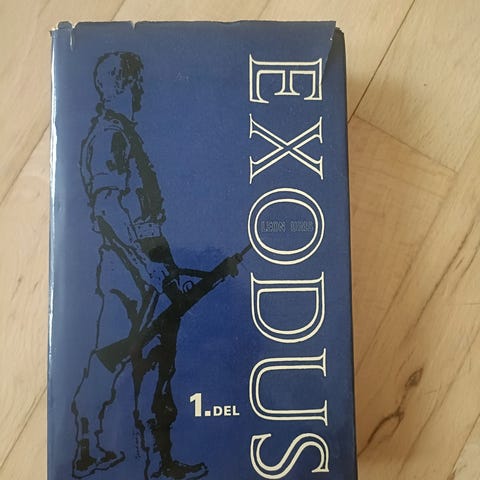 EXODUS
LEON URIS
1. DEL